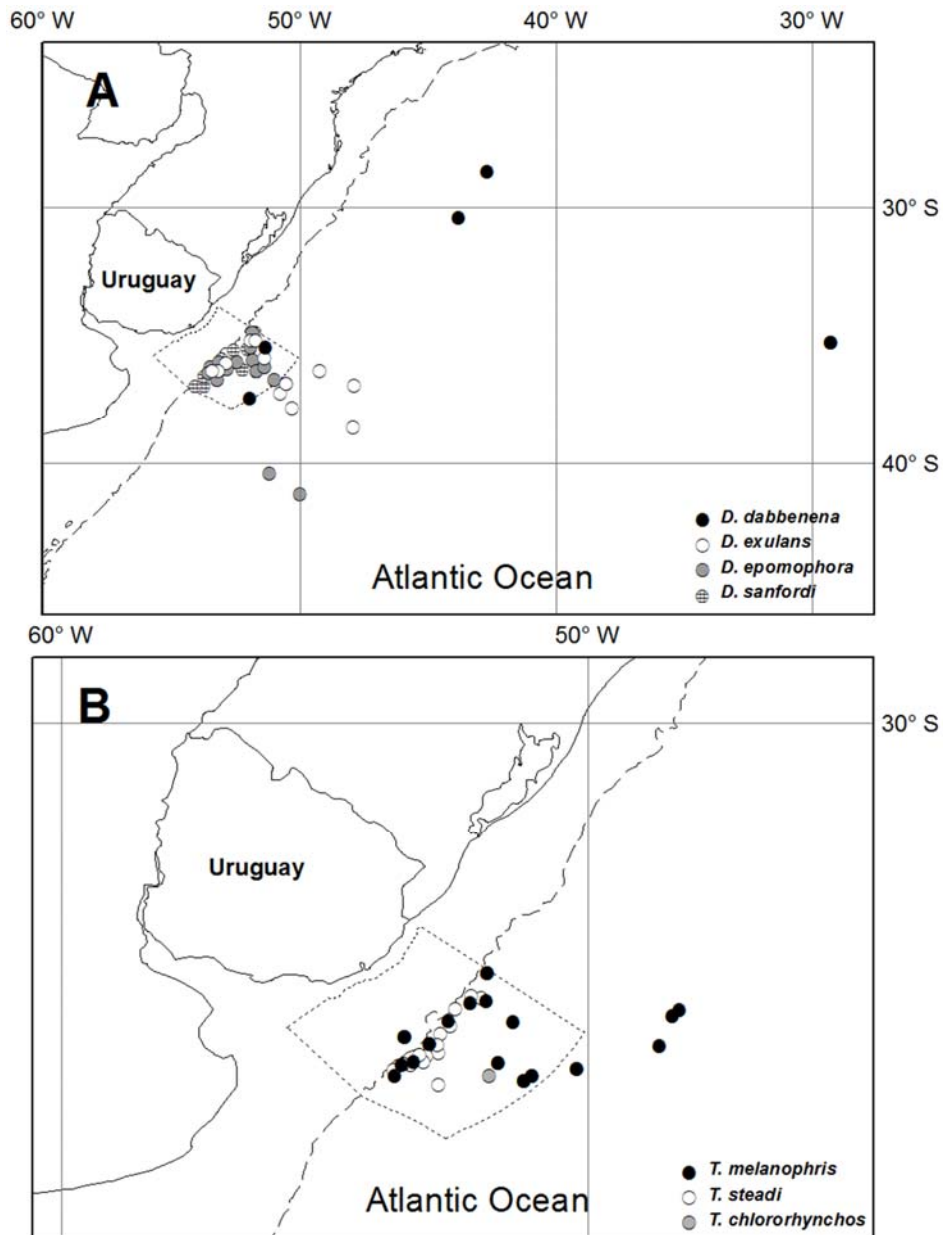 60° W 50° W 40° W 30° W
A
30° S
Uruguay
40° S
D. dabbenena
D. exulans
D. epomophora
D. sanfordi
Atlantic Ocean
60° W 50° W
B
30° S
Uruguay
T. melanophris
T. steadi
T. chlororhynchos
Atlantic Ocean